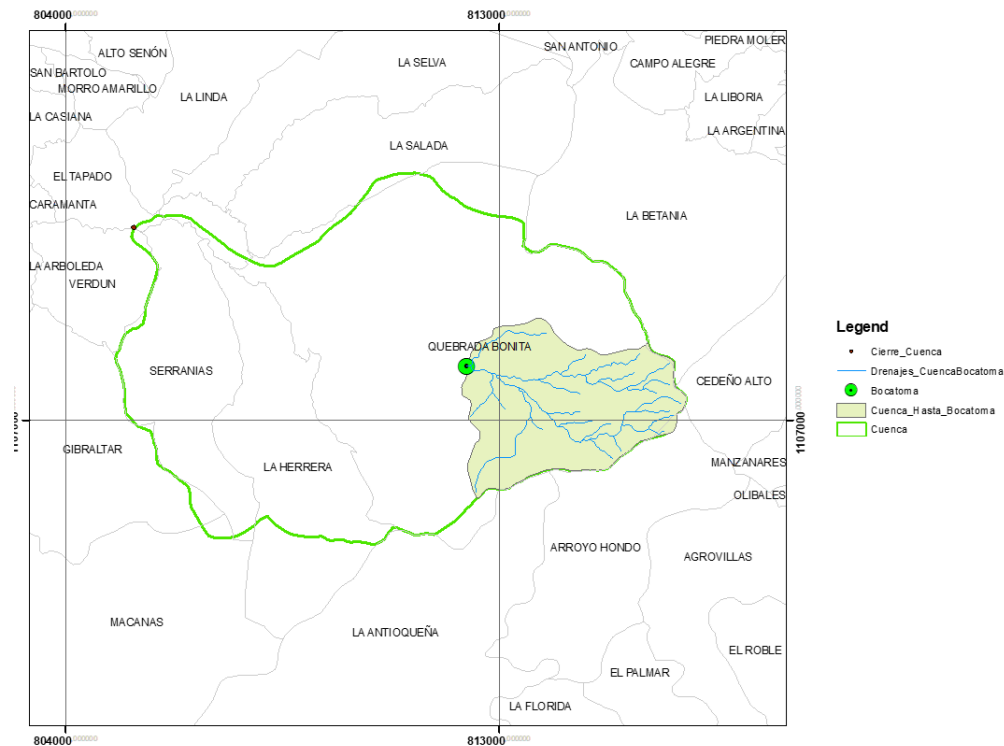 804000
813000
ALTO SENÓN
SAN BARTOLO
MORRO AMARILLO
LA CASIANA
LA LINDA
LA SELVA
SAN ANTONIO
PIEDRA MOLER
CAMPO ALEGRE
LA LIBORIA
LA ARGENTINA
LA SALADA
EL TAPADO
CARAMANTA
LA BETANIA
LA ARBOLEDA
VERDUN
QUEBRADA BONITA
SERRANIAS
CEDEÑO ALTO
GIBRALTAR
LA HERRERA
MANZANARES
OLIBALES
ARROYO HONDO
AGROVILLAS
MACANAS
LA ANTIOQUEÑA
EL ROBLE
EL PALMAR
LA FLORIDA
1107000
804000
813000
Legend
Cierre_Cuenca
Drenajes_CuencaBocatoma
Bocatoma
Cuenca_Hasta_Bocatoma
Cuenca